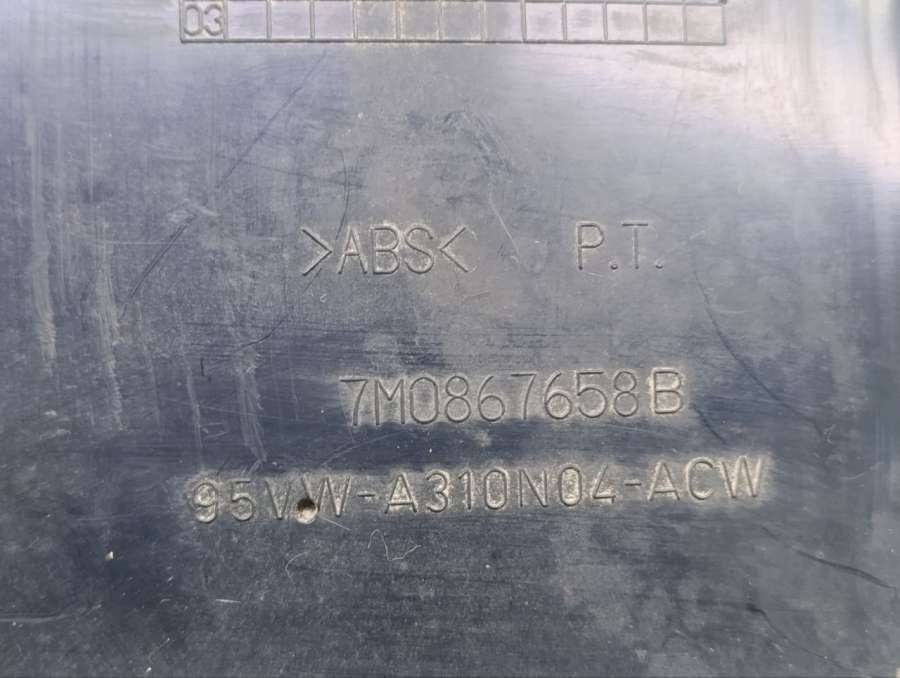 03
>ABS< P.T.
7M0867658B
95VW-A310N04-ACW